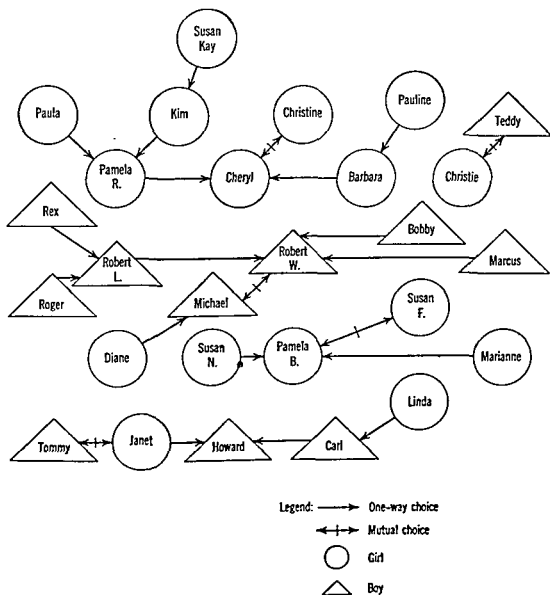 Susan
Kay
Paula
Kim
Christine
Pauline
Teddy
Pamela
R.
Cheryl
Barbara
Christie
Rex
Bobby
Robert
L.
Robert
W.
Marcus
Roger
Michael
Susan
F.
Diane
Susan
N.
Pamela
B.
Marianne
Linda
Tommy
Janet
Howard
Carl
Legend:
One-way choice
Mutual choice
Girl
Boy